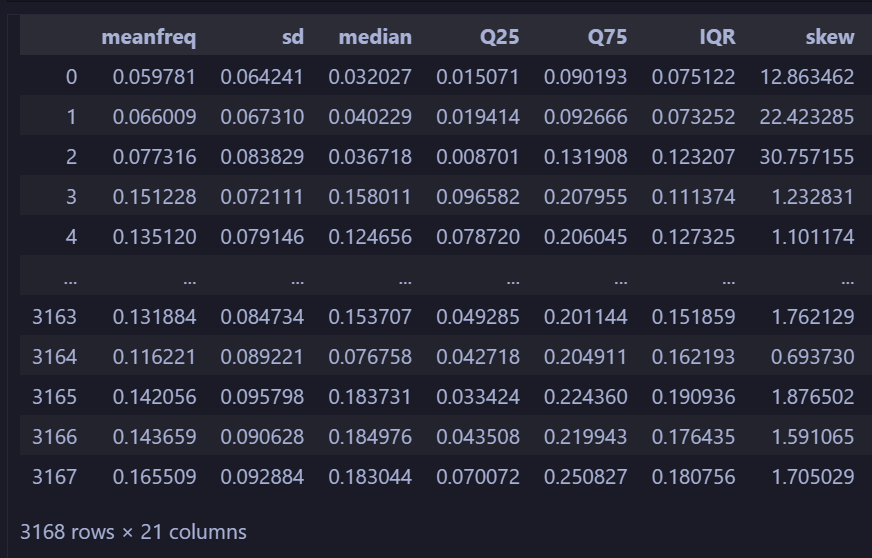 meanfreq sd median Q25 Q75 IQR skew
0 0.059781 0.064241 0.032027 0.015071 0.090193 0.075122 12.863462
1 0.066009 0.067310 0.040229 0.019414 0.092666 0.073252 22.423285
2 0.077316 0.083829 0.036718 0.008701 0.131908 0.123207 30.757155
3 0.151228 0.072111 0.158011 0.096582 0.207955 0.111374 1.232831
4 0.135120 0.079146 0.124656 0.078720 0.206045 0.127325 1.101174
... ... ... ... ... ... ... ...
3163 0.131884 0.084734 0.153707 0.049285 0.201144 0.151859 1.762129
3164 0.116221 0.089221 0.076758 0.042718 0.204911 0.162193 0.693730
3165 0.142056 0.095798 0.183731 0.033424 0.224360 0.190936 1.876502
3166 0.143659 0.090628 0.184976 0.043508 0.219943 0.176435 1.591065
3167 0.165509 0.092884 0.183044 0.070072 0.250827 0.180756 1.705029
3168 rows × 21 columns